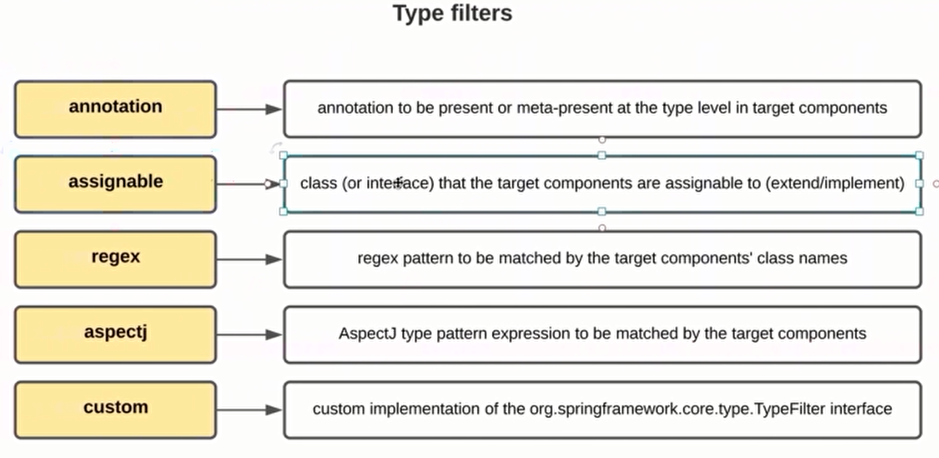 Type filters
annotation
annotation to be present or meta-present at the type level in target components
assignable
class (or interface) that the target components are assignable to (extend/implement)
regex
regex pattern to be matched by the target components' class names
aspectj
AspectJ type pattern expression to be matched by the target components
custom
custom implementation of the org.springframework.core.type.TypeFilter interface